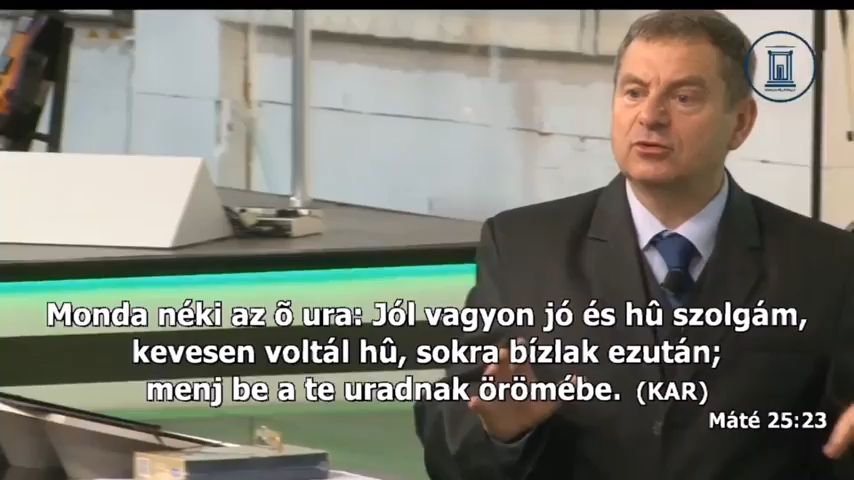 Monda néki az õ ura: Jól vagyon jó és hû szolgám,
kevesen voltál hû, sokra bízlak ezután;
menj be a te uradnak örömébe. (KAR)
Máté 25:23